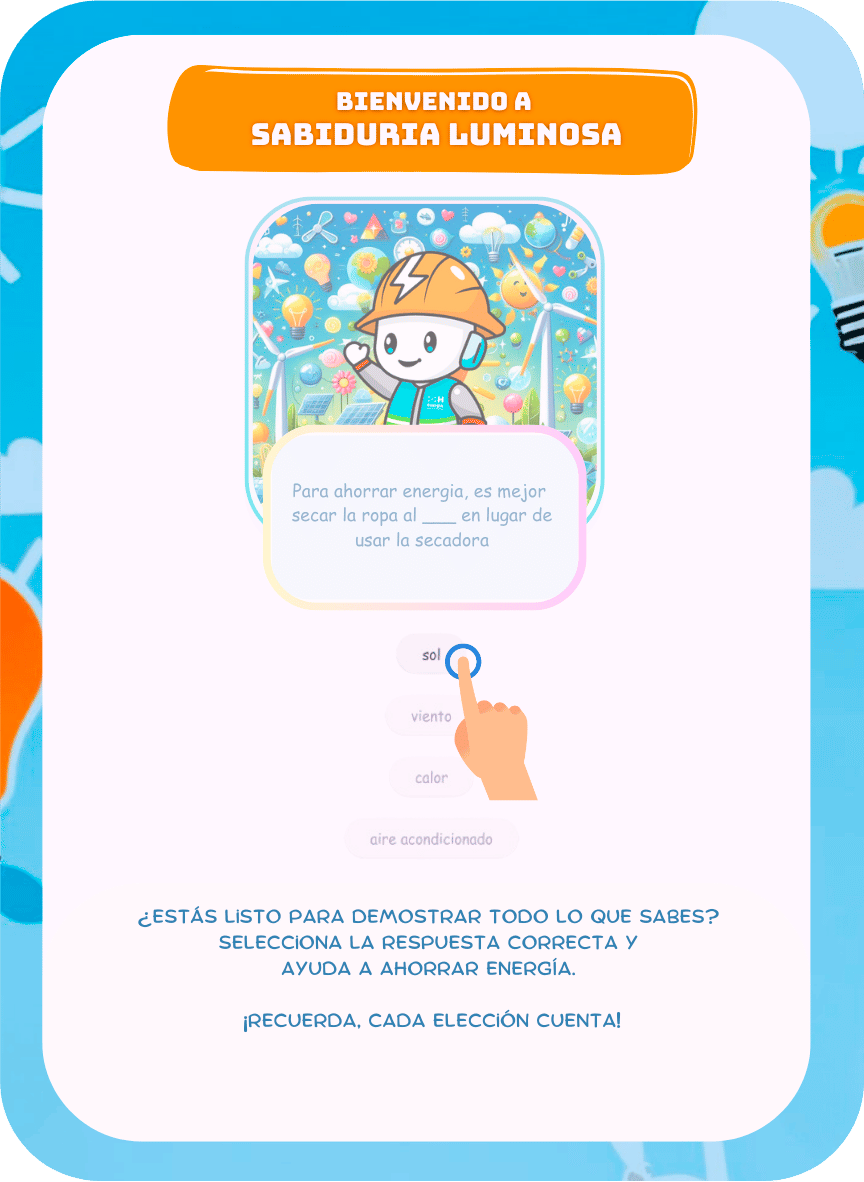 BIENVENIDO A
SABIDURIA LUMINOSA
Para ahorrar energia, es mejor
secar la ropa al ___ en lugar de
usar la secadora
sol
viento
calor
aire acondicionado
¿ESTÁS LISTO PARA DEMOSTRAR TODO LO QUE SABES?
SELECCIONA LA RESPUESTA CORRECTA Y
AYUDA A AHORRAR ENERGÍA.
¡RECUERDA, CADA ELECCIÓN CUENTA!